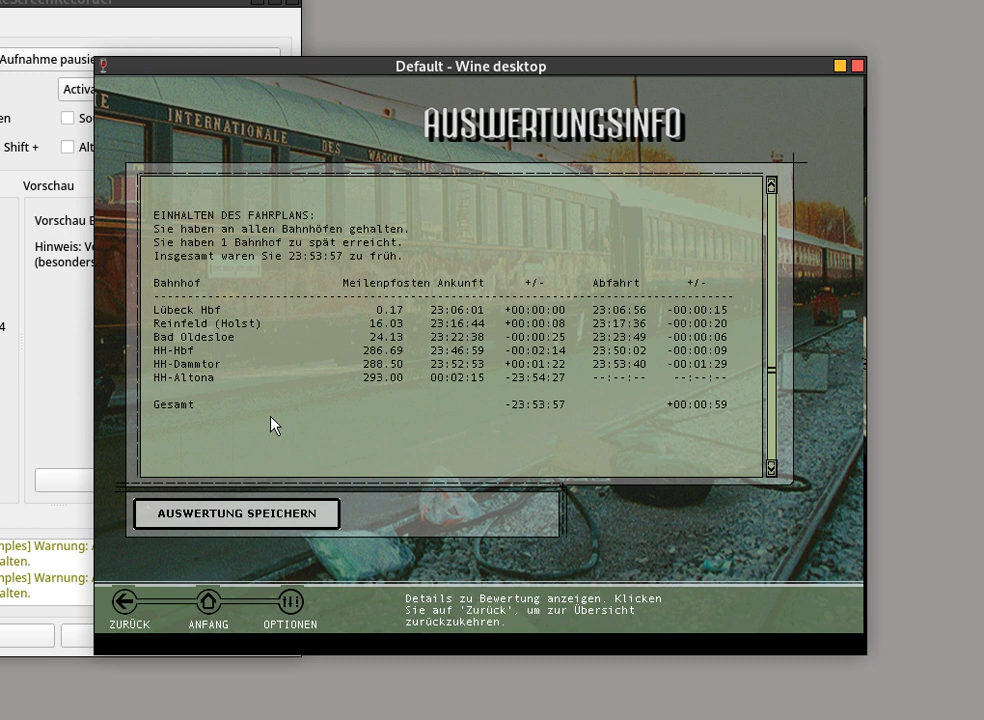 Aufnahme pausie
Activa
en
So
Shift +
Alt
Vorschau
Vorschau E
Hinweis: Ve
(besonders
4
mples] Warnung: A
alten.
mples] Warnung: A
alten.
Default - Wine desktop
INTERNATIONALE DES WAGONS LITS
AUSWERTUNGSINFO
EINHALTEN DES FAHRPLANS:
Sie haben an allen Bahnhöfen gehalten.
Sie haben 1 Bahnhof zu spät erreicht.
Insgesamt waren Sie 23:53:57 zu früh.
Bahnhof Meilenpfosten Ankunft +/- Abfahrt +/-
Lübeck Hbf 0.17 23:06:01 +00:00:00 23:06:56 -00:00:15
Reinfeld (Holst) 16.03 23:16:44 +00:00:08 23:17:36 -00:00:20
Bad Oldesloe 24.13 23:22:38 -00:00:25 23:23:49 -00:00:06
HH-Hbf 286.69 23:46:59 -00:02:14 23:50:02 -00:00:09
HH-Dammtor 288.50 23:52:53 +00:01:22 23:53:40 -00:01:29
HH-Altona 293.00 00:02:15 -23:54:27 --:--:-- --:--:--
Gesamt -23:53:57 +00:00:59
AUSWERTUNG SPEICHERN
ZURÜCK
ANFANG
OPTIONEN
Details zu Bewertung anzeigen. Klicken
Sie auf 'Zurück', um zur Übersicht
zurückzukehren.